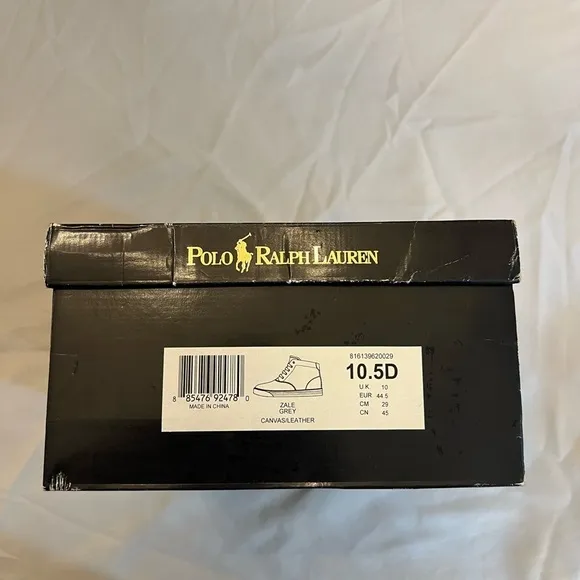 POLO RALPH LAUREN
8 85476 92478 0
MADE IN CHINA
ZALE
GREY
CANVAS/LEATHER
816139620029
10.5D
UK 10
EUR 44.5
CM 29
CN 45